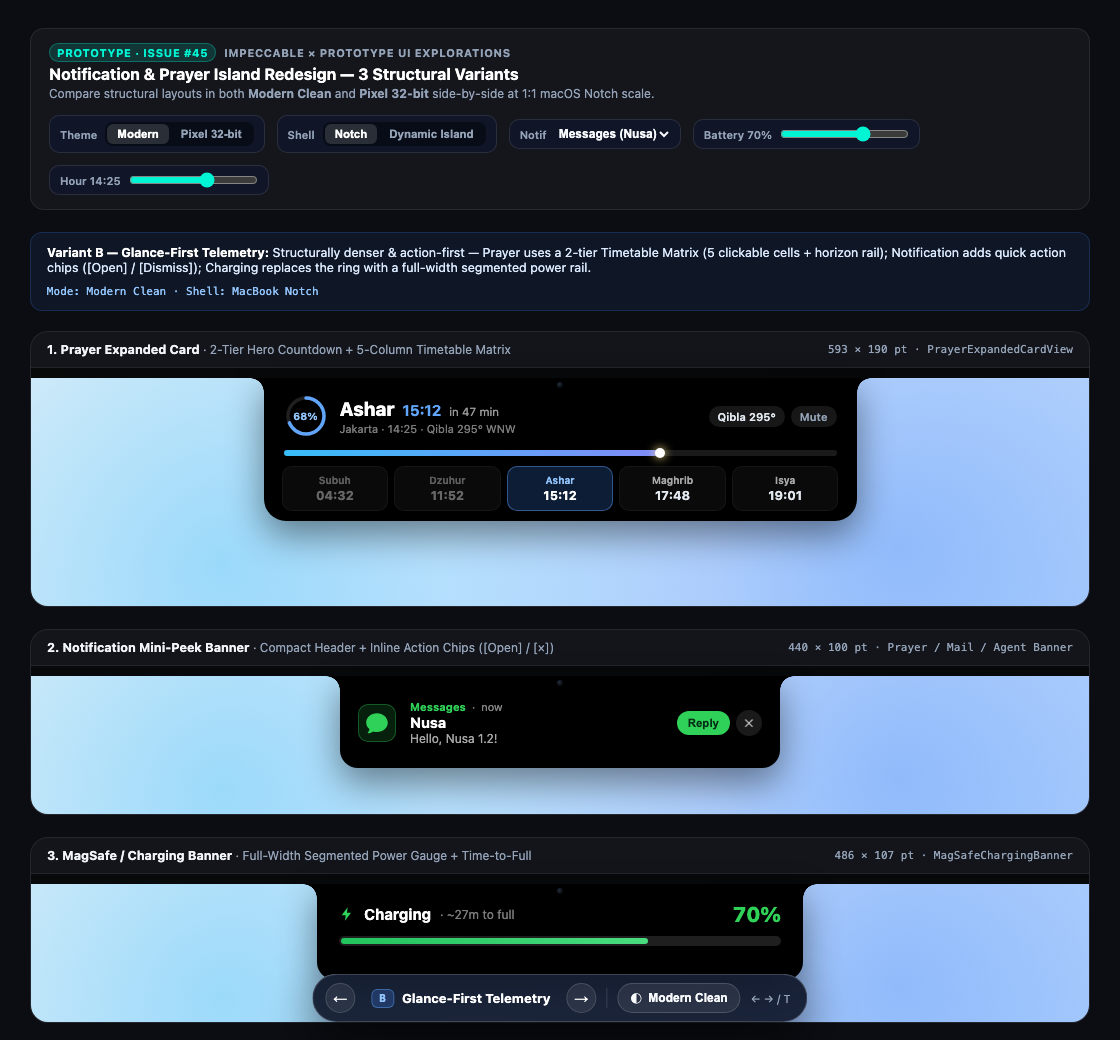 PROTOTYPE · ISSUE #45 IMPECCABLE × PROTOTYPE UI EXPLORATIONS
Notification & Prayer Island Redesign — 3 Structural Variants
Compare structural layouts in both Modern Clean and Pixel 32-bit side-by-side at 1:1 macOS Notch scale.
Theme Modern Pixel 32-bit Shell Notch Dynamic Island Notif Messages (Nusa) Battery 70%
Hour 14:25
Variant B — Glance-First Telemetry: Structurally denser & action-first — Prayer uses a 2-tier Timetable Matrix (5 clickable cells + horizon rail); Notification adds quick action
chips ([Open] / [Dismiss]); Charging replaces the ring with a full-width segmented power rail.
Mode: Modern Clean · Shell: MacBook Notch
1. Prayer Expanded Card · 2-Tier Hero Countdown + 5-Column Timetable Matrix 593 × 190 pt · PrayerExpandedCardView
68% Ashar 15:12 in 47 min
Jakarta · 14:25 · Qibla 295° WNW
Qibla 295° Mute
Subuh Dzuhur Ashar Maghrib Isya
04:32 11:52 15:12 17:48 19:01
2. Notification Mini-Peek Banner · Compact Header + Inline Action Chips ([Open] / [×]) 440 × 100 pt · Prayer / Mail / Agent Banner
Messages · now
Nusa
Hello, Nusa 1.2!
Reply ✕
3. MagSafe / Charging Banner · Full-Width Segmented Power Gauge + Time-to-Full 486 × 107 pt · MagSafeChargingBanner
Charging · ~27m to full 70%
← B Glance-First Telemetry → Modern Clean ← → / T